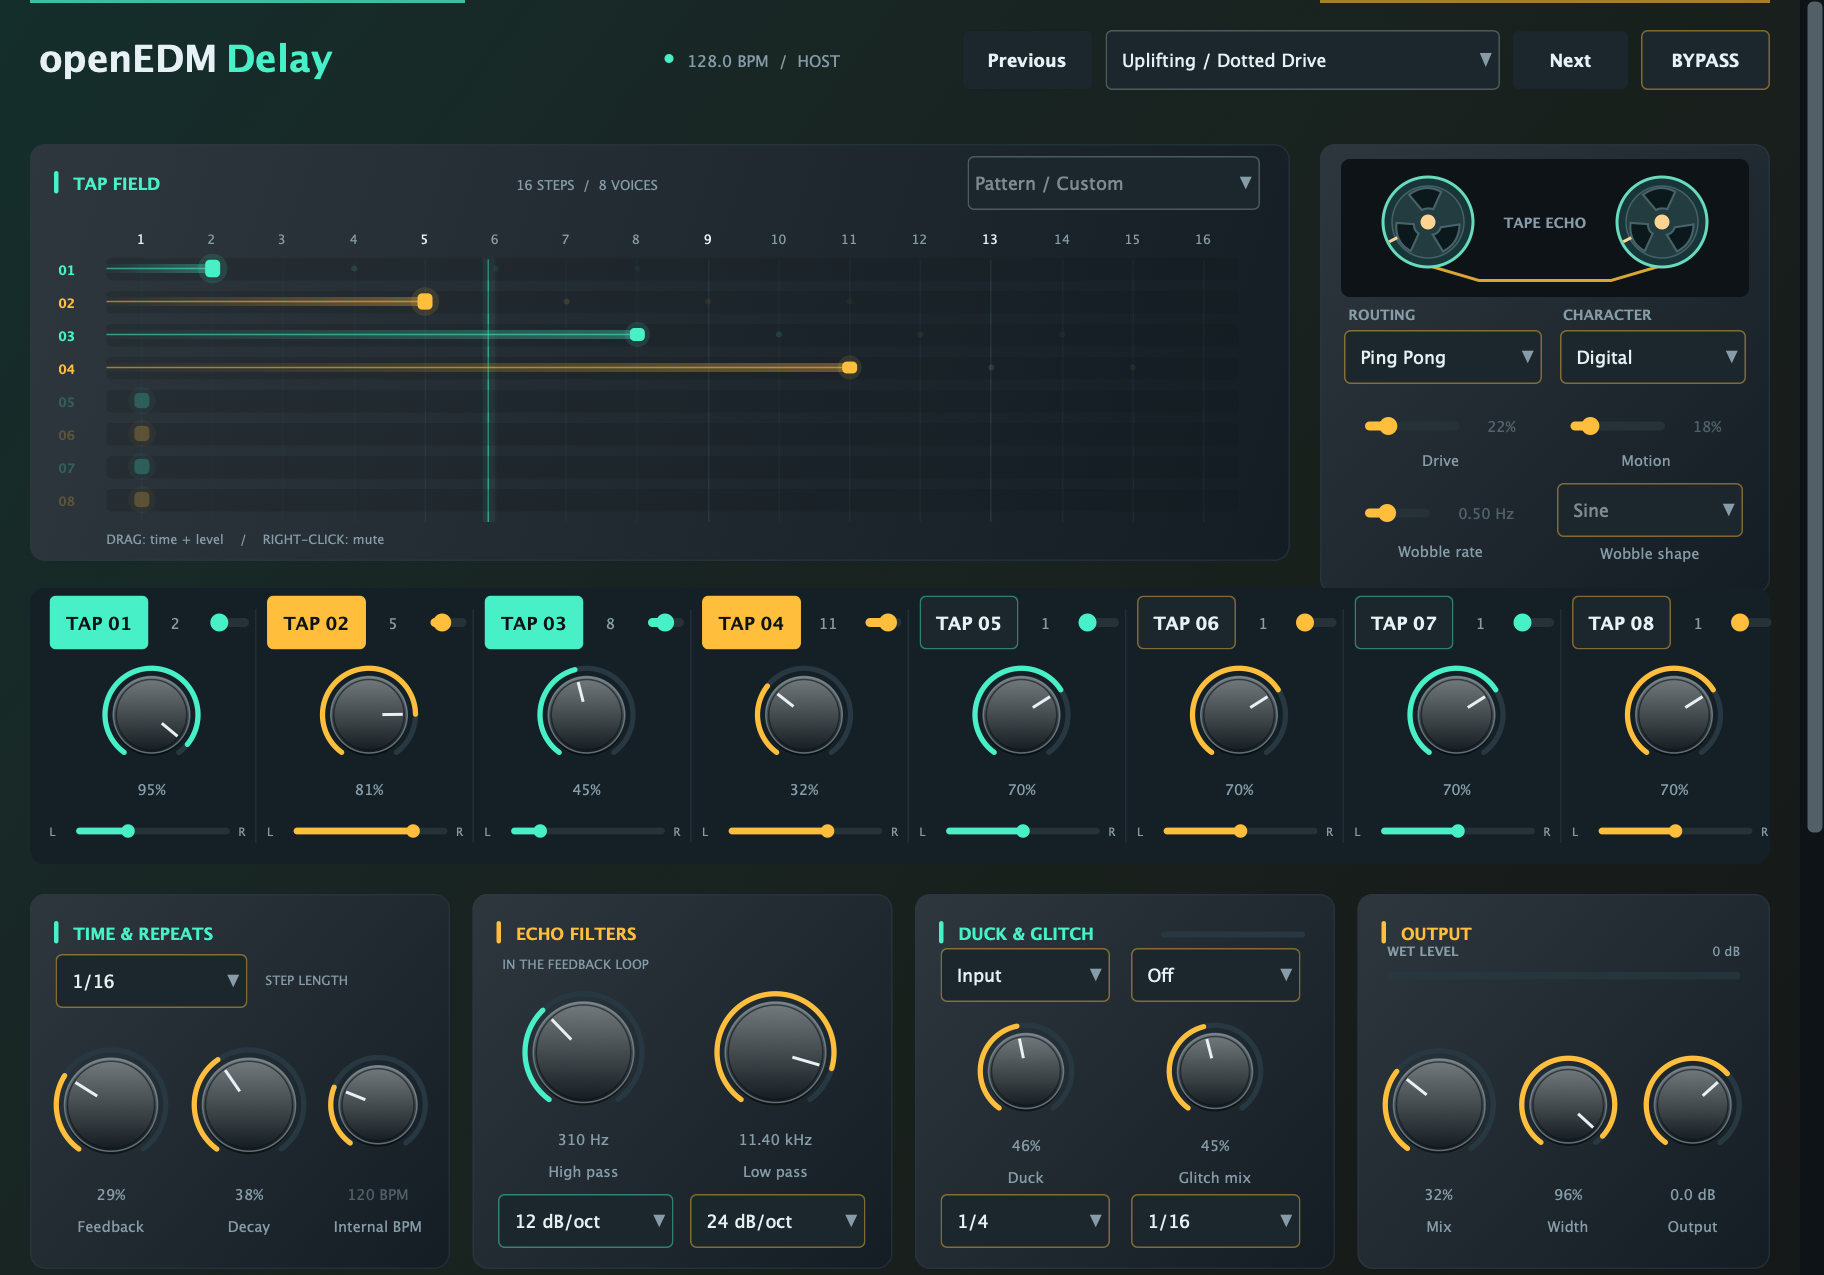 openEDM Delay
128.0 BPM / HOST
Previous
Uplifting / Dotted Drive
Next
BYPASS
TAP FIELD
16 STEPS / 8 VOICES
Pattern / Custom
1 2 3 4 5 6 7 8 9 10 11 12 13 14 15 16
01
02
03
04
05
06
07
08
DRAG: time + level / RIGHT-CLICK: mute
TAPE ECHO
ROUTING CHARACTER
Ping Pong Digital
22% 18%
Drive Motion
0.50 Hz Sine
Wobble rate Wobble shape
TAP 01 2 TAP 02 5 TAP 03 8 TAP 04 11 TAP 05 1 TAP 06 1 TAP 07 1 TAP 08 1
95% 81% 45% 32% 70% 70% 70% 70%
L R L R L R L R L R L R L R L R
TIME & REPEATS
1/16 STEP LENGTH
29% 38% 120 BPM
Feedback Decay Internal BPM
ECHO FILTERS
IN THE FEEDBACK LOOP
310 Hz 11.40 kHz
High pass Low pass
12 dB/oct 24 dB/oct
DUCK & GLITCH
Input Off
46% 45%
Duck Glitch mix
1/4 1/16
OUTPUT
WET LEVEL 0 dB
32% 96% 0.0 dB
Mix Width Output